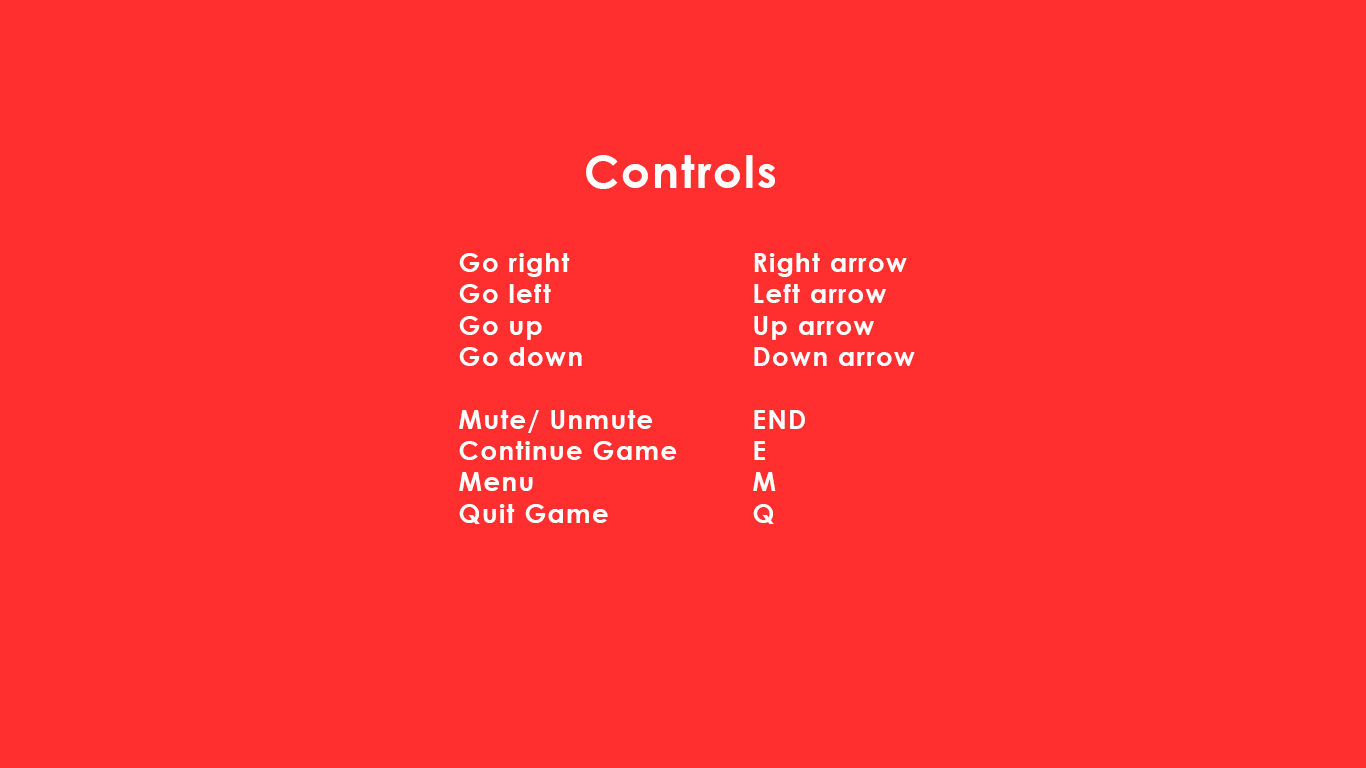 Controls
Go right Right arrow
Go left Left arrow
Go up Up arrow
Go down Down arrow
Mute/ Unmute END
Continue Game E
Menu M
Quit Game Q